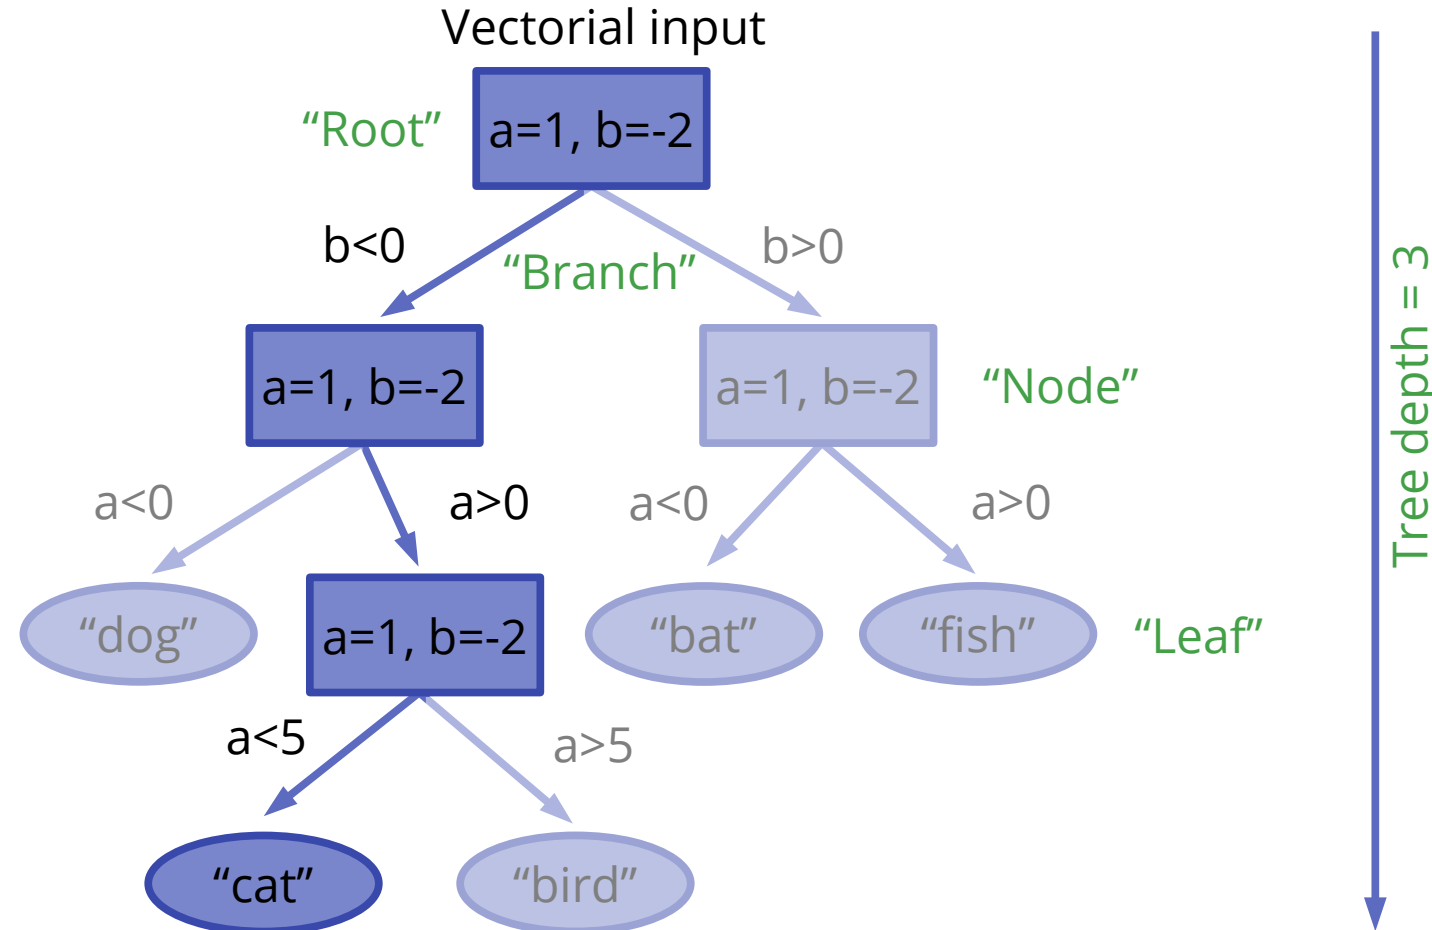 Vectorial input
“Root”
a=1, b=-2
b<0
“Branch”
b>0
a=1, b=-2
a=1, b=-2
“Node”
Tree depth = 3
a<0
a>0
a<0
a>0
“dog”
a=1, b=-2
“bat”
“fish”
“Leaf”
a<5
a>5
“cat”
“bird”